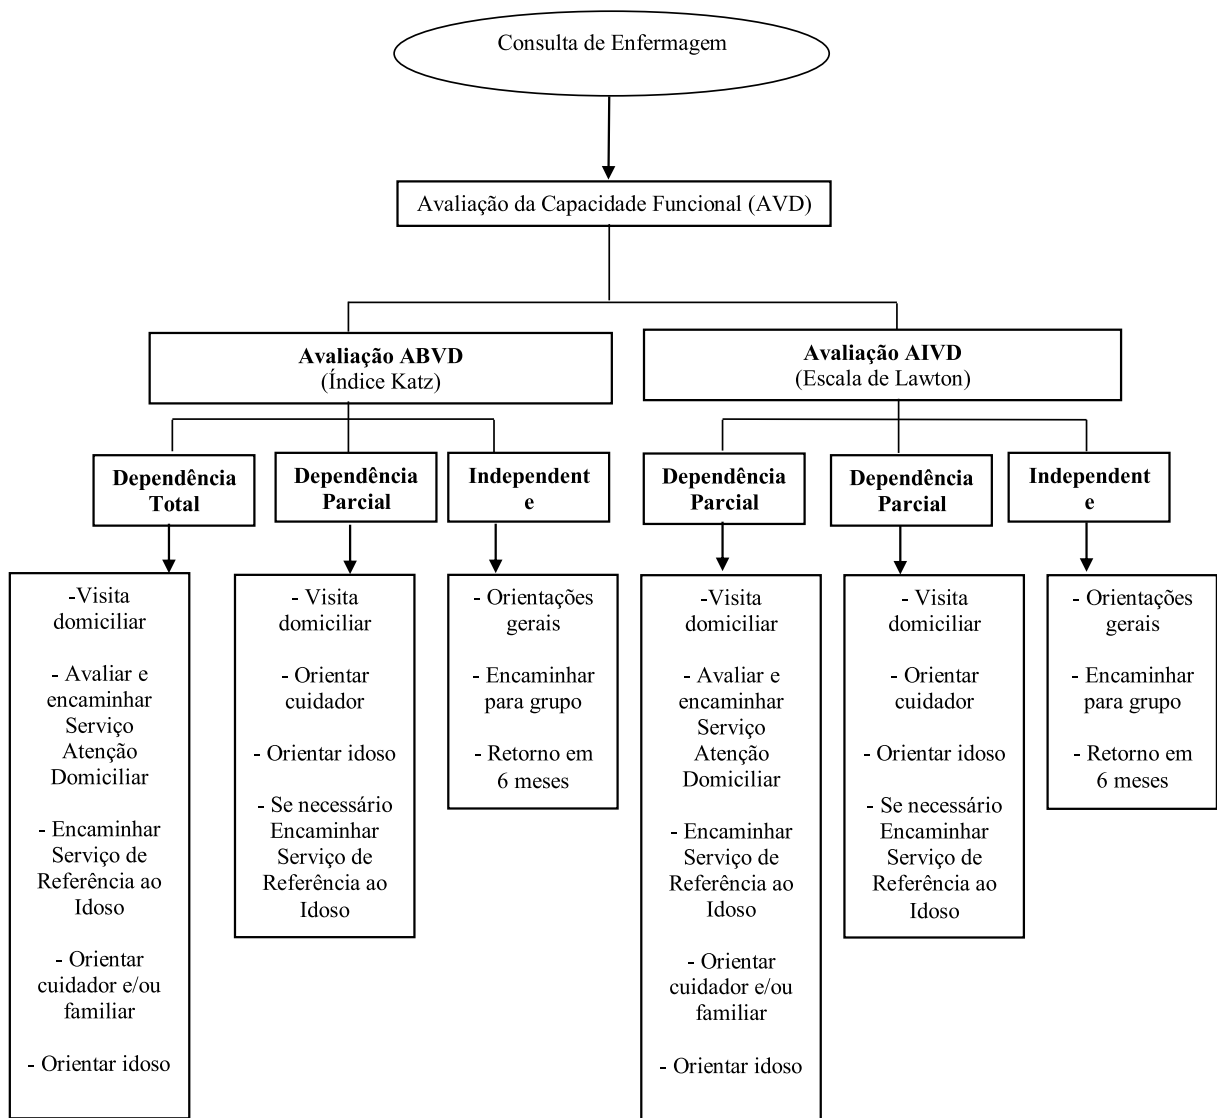 Consulta de Enfermagem
Avaliação da Capacidade Funcional (AVD)
Avaliação ABVD
(Índice Katz)
Avaliação AIVD
(Escala de Lawton)
Dependência
Total
Dependência
Parcial
Independent
e
Dependência
Parcial
Dependência
Parcial
Independent
e
-Visita
domiciliar
- Avaliar e
encaminhar
Serviço
Atenção
Domiciliar
- Encaminhar
Serviço de
Referência ao
Idoso
- Orientar
cuidador e/ou
familiar
- Orientar idoso
- Visita
domiciliar
- Orientar
cuidador
- Orientar idoso
- Se necessário
Encaminhar
Serviço de
Referência ao
Idoso
- Orientações
gerais
- Encaminhar
para grupo
- Retorno em
6 meses
-Visita
domiciliar
- Avaliar e
encaminhar
Serviço
Atenção
Domiciliar
- Encaminhar
Serviço de
Referência ao
Idoso
- Orientar
cuidador e/ou
familiar
- Orientar idoso
- Visita
domiciliar
- Orientar
cuidador
- Orientar idoso
- Se necessário
Encaminhar
Serviço de
Referência ao
Idoso
- Orientações
gerais
- Encaminhar
para grupo
- Retorno em
6 meses